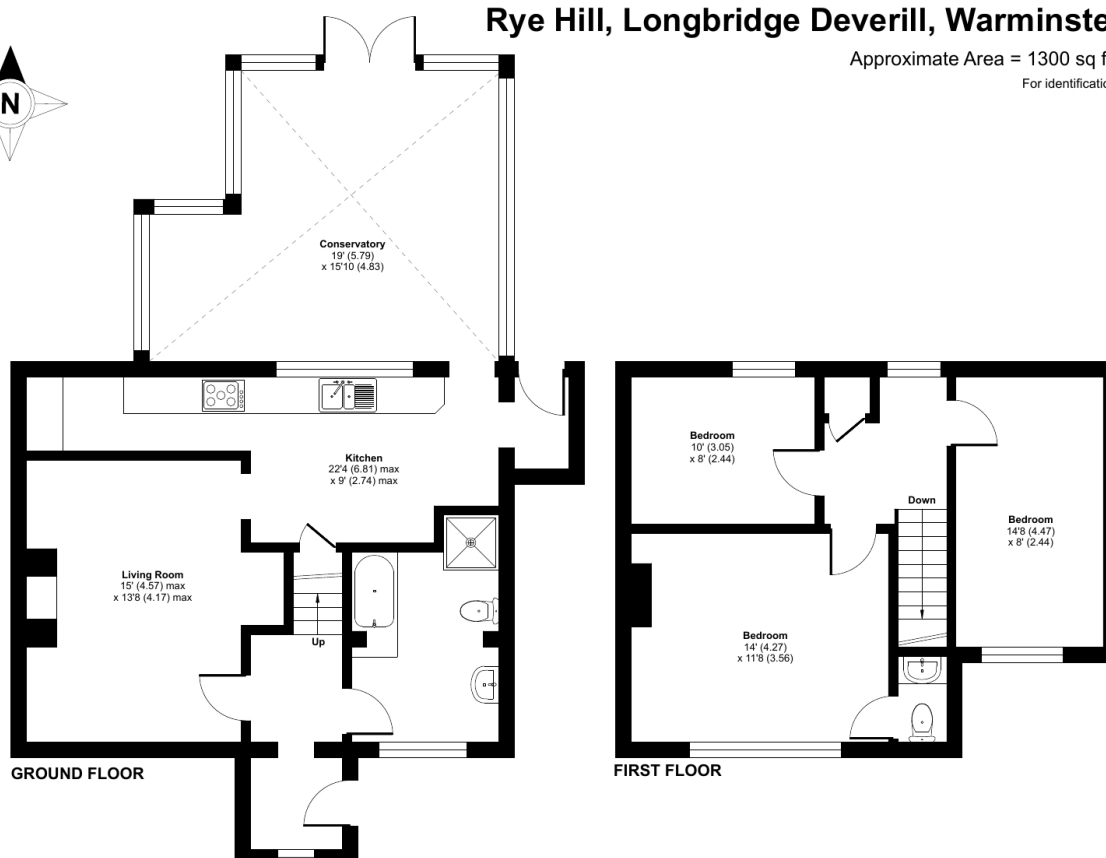 Rye Hill, Longbridge Deverill, Warminste
Approximate Area = 1300 sq f
For identificatio
N
Conservatory
19' (5.79)
x 15'10 (4.83)
Kitchen
22'4 (6.81) max
x 9' (2.74) max
Living Room
15' (4.57) max
x 13'8 (4.17) max
Up
GROUND FLOOR
Bedroom
10' (3.05)
x 8' (2.44)
Down
Bedroom
14'8 (4.47)
x 8' (2.44)
Bedroom
14' (4.27)
x 11'8 (3.56)
FIRST FLOOR